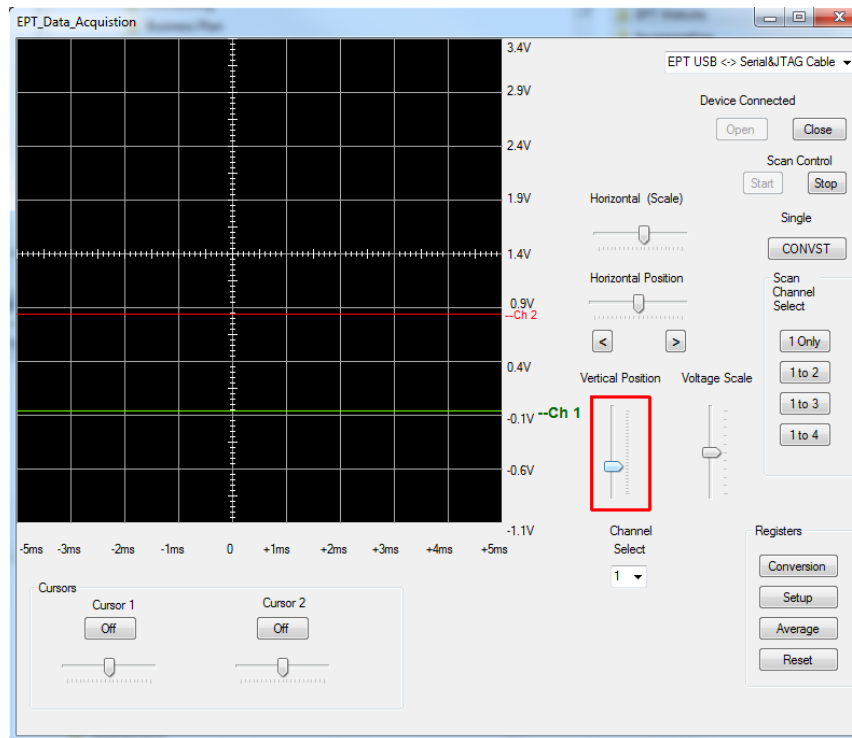 EPT_Data_Acquistion
EPT USB <-> Serial&JTAG Cable
Device Connected
Open
Close
Scan Control
Start
Stop
Single
CONVST
Scan
Channel
Select
1 Only
1 to 2
1 to 3
1 to 4
Horizontal (Scale)
Horizontal Position
<
>
Vertical Position
Voltage Scale
Channel
Select
1
Registers
Conversion
Setup
Average
Reset
3.4V
2.9V
2.4V
1.9V
1.4V
0.9V
--Ch 2
0.4V
-0.1V
--Ch 1
-0.6V
-1.1V
-5ms -3ms -2ms -1ms 0 +1ms +2ms +3ms +4ms +5ms
Cursors
Cursor 1
Off
Cursor 2
Off